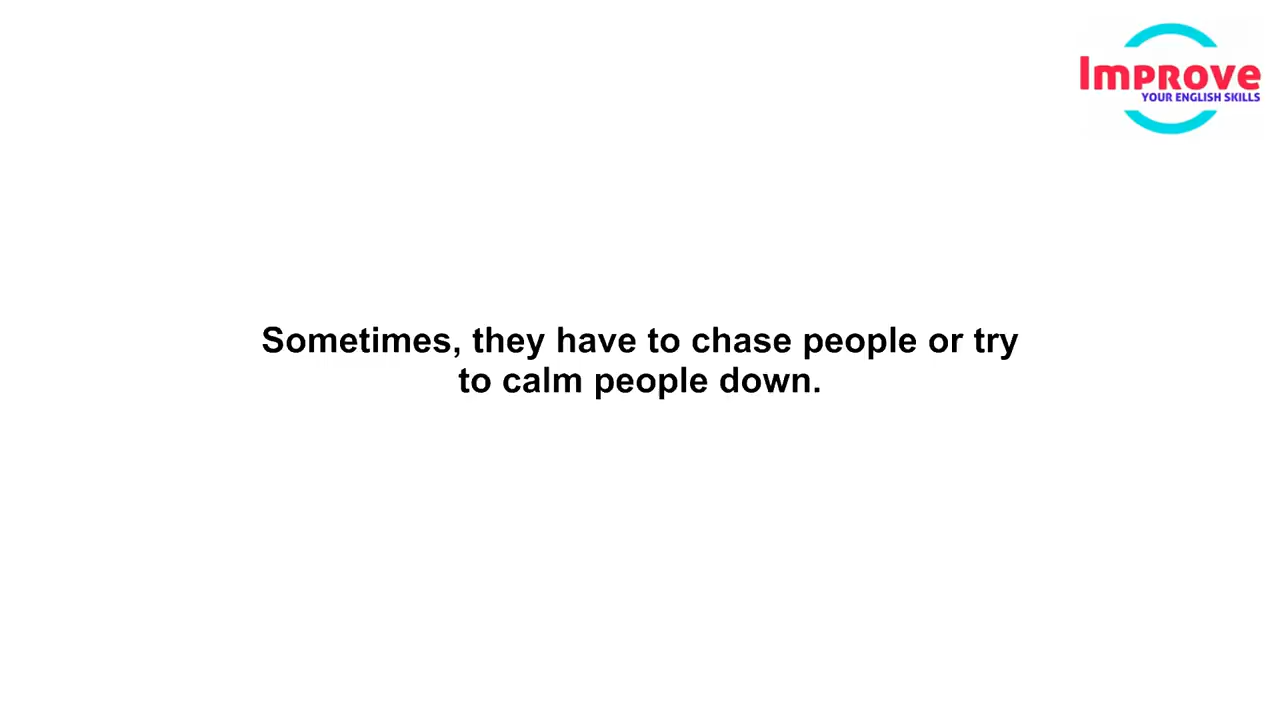 Improve
YOUR ENGLISH SKILLS
Sometimes, they have to chase people or try
to calm people down.